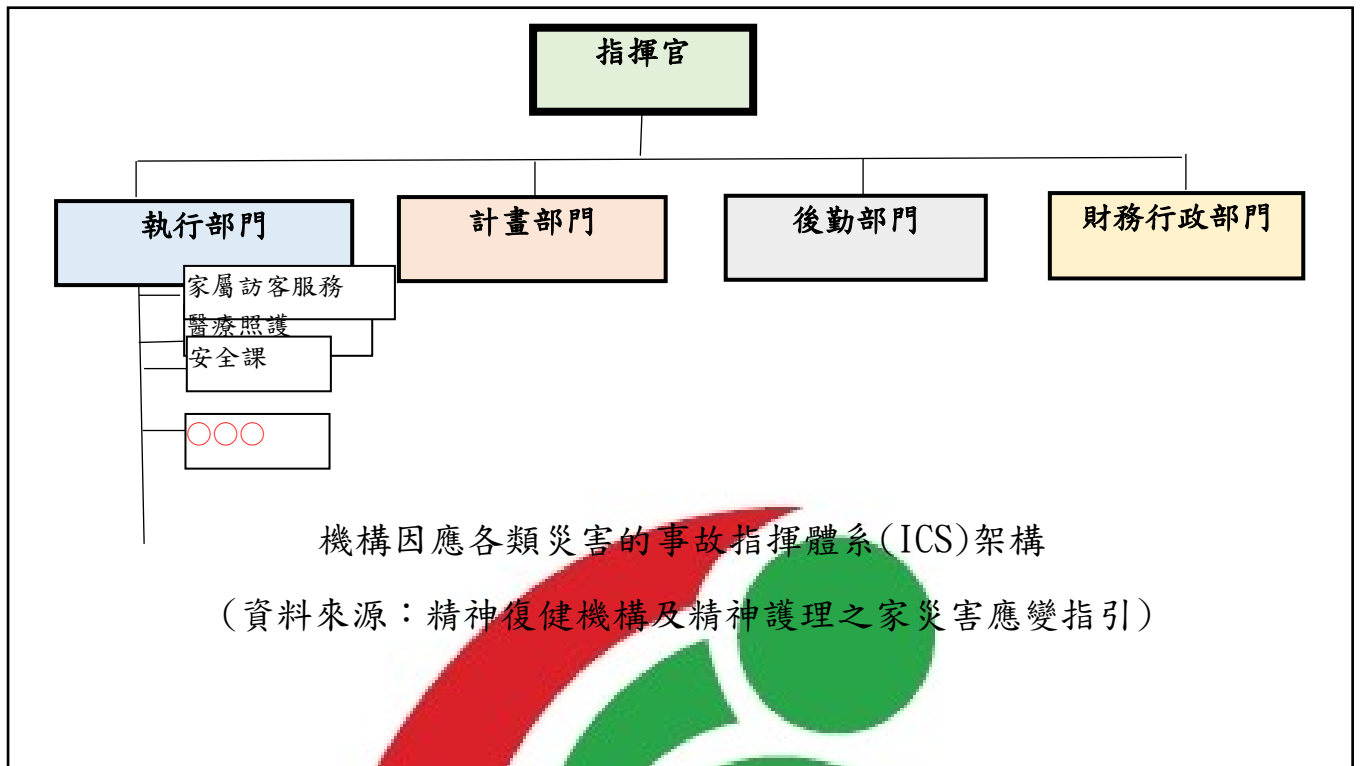 指揮官
執行部門
計畫部門
後勤部門
財務行政部門
家屬訪客服務
醫療照護
安全課
○○○
機構因應各類災害的事故指揮體系(ICS)架構
(資料來源：精神復健機構及精神護理之家災害應變指引)